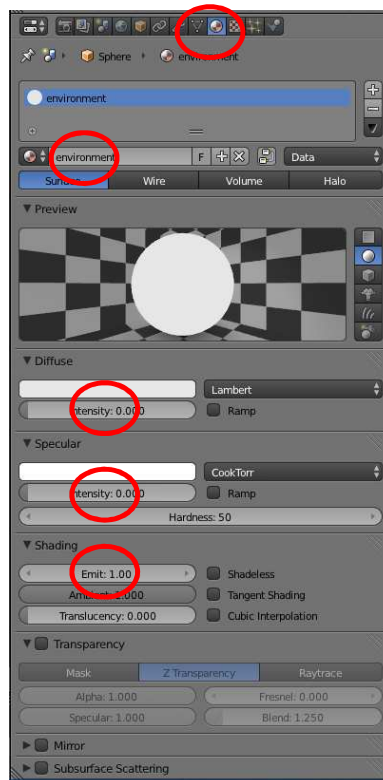 Sphere environment
environment
environment F Data
Surface Wire Volume Halo
Preview
Diffuse
Lambert
Intensity: 0.000 Ramp
Specular
CookTorr
Intensity: 0.000 Ramp
Hardness: 50
Shading
Emit: 1.00 Shadeless
Ambient: 1.000 Tangent Shading
Translucency: 0.000 Cubic Interpolation
Transparency
Mask Z Transparency Raytrace
Alpha: 1.000 Fresnel: 0.000
Specular: 1.000 Blend: 1.250
Mirror
Subsurface Scattering